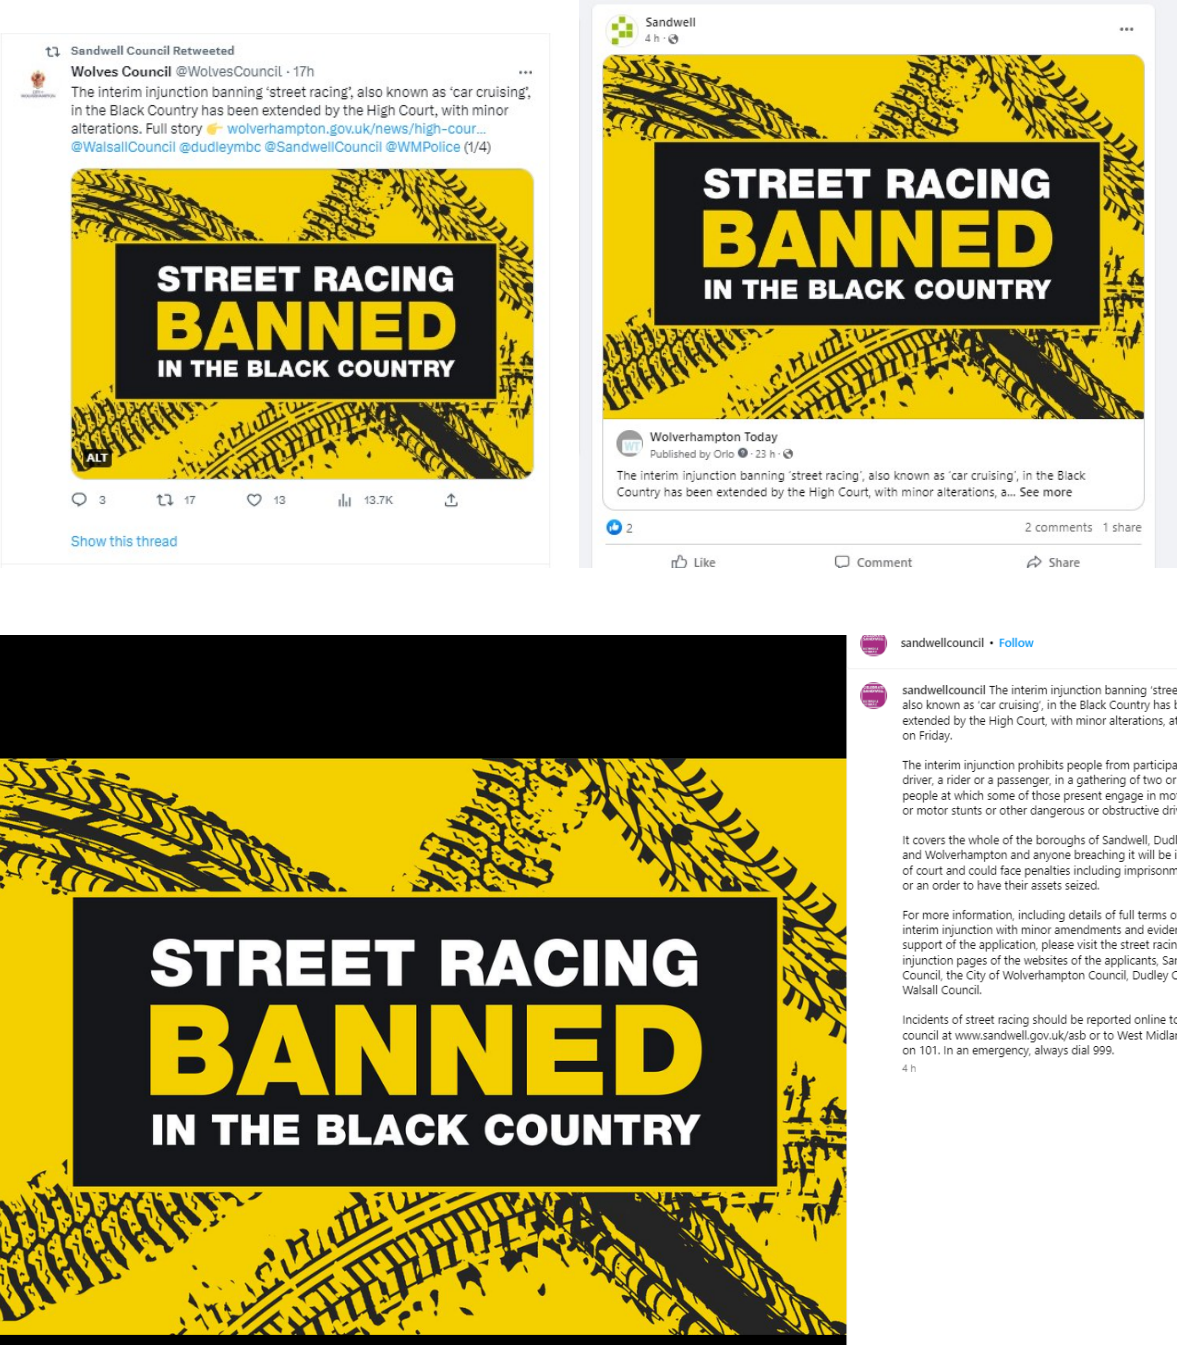 Sandwell Council Retweeted
Wolves Council @WolvesCouncil · 17h
The interim injunction banning ‘street racing’, also known as ‘car cruising’,
in the Black Country has been extended by the High Court, with minor
alterations. Full story 👉 wolverhampton.gov.uk/news/high-cour...
@WalsallCouncil @dudleymbc @SandwellCouncil @WMPolice (1/4)
STREET RACING
BANNED
IN THE BLACK COUNTRY
ALT
3 17 13 13.7K
Show this thread
Sandwell
4 h ·
STREET RACING
BANNED
IN THE BLACK COUNTRY
WT
Wolverhampton Today
Published by Orlo · 23 h ·
The interim injunction banning ‘street racing’, also known as ‘car cruising’, in the Black
Country has been extended by the High Court, with minor alterations, a... See more
2
2 comments 1 share
Like Comment Share
STREET RACING
BANNED
IN THE BLACK COUNTRY
sandwellcouncil • Follow
sandwellcouncil The interim injunction banning 'stree
also known as 'car cruising', in the Black Country has b
extended by the High Court, with minor alterations, at
on Friday.
The interim injunction prohibits people from participa
driver, a rider or a passenger, in a gathering of two or
people at which some of those present engage in mot
or motor stunts or other dangerous or obstructive driv
It covers the whole of the boroughs of Sandwell, Dudl
and Wolverhampton and anyone breaching it will be i
of court and could face penalties including imprisonm
or an order to have their assets seized.
For more information, including details of full terms o
interim injunction with minor amendments and eviden
support of the application, please visit the street racin
injunction pages of the websites of the applicants, San
Council, the City of Wolverhampton Council, Dudley C
Walsall Council.
Incidents of street racing should be reported online to
council at www.sandwell.gov.uk/asb or to West Midlan
on 101. In an emergency, always dial 999.
4 h